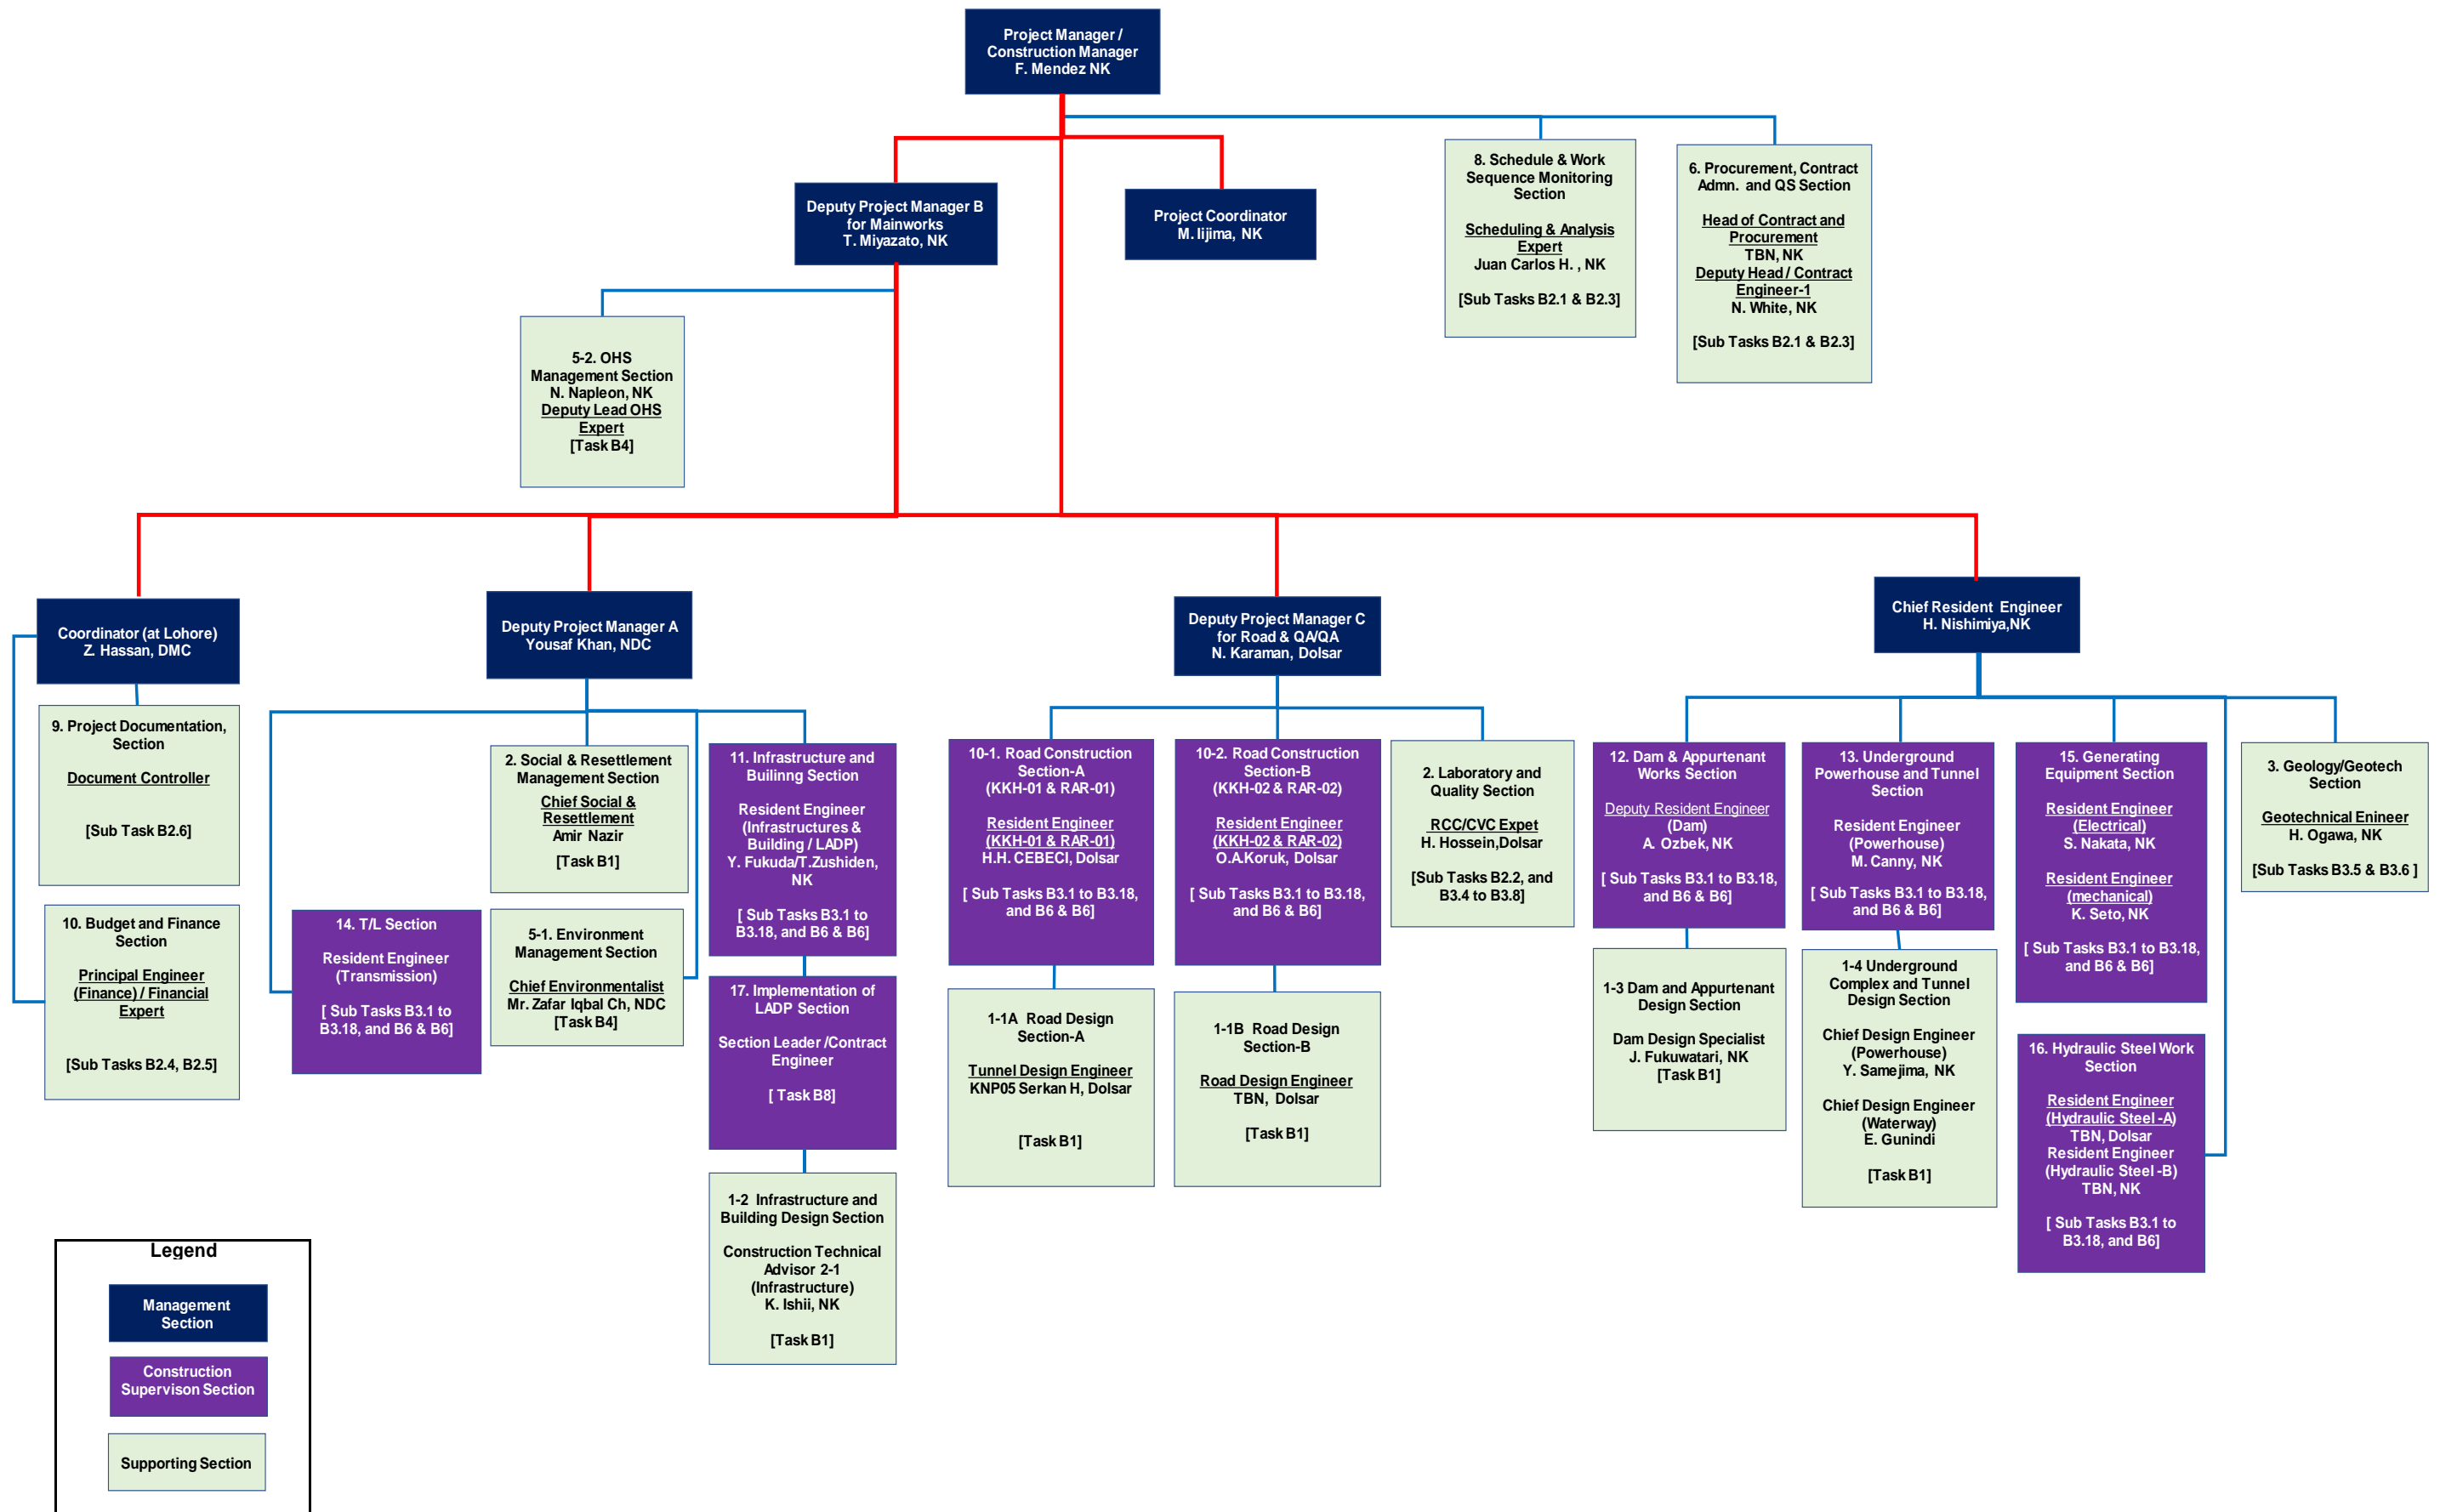 Project Manager /
Construction Manager
F. Mendez NK
Deputy Project Manager B
for Mainworks
T. Miyazato, NK
Project Coordinator
M. Iijima, NK
8. Schedule & Work
Sequence Monitoring
Section
Scheduling & Analysis
Expert
Juan Carlos H. , NK
[Sub Tasks B2.1 & B2.3]
6. Procurement, Contract
Admn. and QS Section
Head of Contract and
Procurement
TBN, NK
Deputy Head / Contract
Engineer-1
N. White, NK
[Sub Tasks B2.1 & B2.3]
5-2. OHS
Management Section
N. Napleon, NK
Deputy Lead OHS
Expert
[Task B4]
Coordinator (at Lohore)
Z. Hassan, DMC
Deputy Project Manager A
Yousaf Khan, NDC
Deputy Project Manager C
for Road & QA/QA
N. Karaman, Dolsar
Chief Resident Engineer
H. Nishimiya,NK
9. Project Documentation,
Section
Document Controller
[Sub Task B2.6]
10. Budget and Finance
Section
Principal Engineer
(Finance) / Financial
Expert
[Sub Tasks B2.4, B2.5]
14. T/L Section
Resident Engineer
(Transmission)
[ Sub Tasks B3.1 to
B3.18, and B6 & B6]
2. Social & Resettlement
Management Section
Chief Social &
Resettlement
Amir Nazir
[Task B1]
5-1. Environment
Management Section
Chief Environmentalist
Mr. Zafar Iqbal Ch, NDC
[Task B4]
11. Infrastructure and
Builinng Section
Resident Engineer
(Infrastructures &
Building / LADP)
Y. Fukuda/T.Zushiden,
NK
[ Sub Tasks B3.1 to
B3.18, and B6 & B6]
17. Implementation of
LADP Section
Section Leader /Contract
Engineer
[ Task B8]
1-2 Infrastructure and
Building Design Section
Construction Technical
Advisor 2-1
(Infrastructure)
K. Ishii, NK
[Task B1]
10-1. Road Construction
Section-A
(KKH-01 & RAR-01)
Resident Engineer
(KKH-01 & RAR-01)
H.H. CEBECI, Dolsar
[ Sub Tasks B3.1 to B3.18,
and B6 & B6]
1-1A Road Design
Section-A
Tunnel Design Engineer
KNP05 Serkan H, Dolsar
[Task B1]
10-2. Road Construction
Section-B
(KKH-02 & RAR-02)
Resident Engineer
(KKH-02 & RAR-02)
O.A.Koruk, Dolsar
[ Sub Tasks B3.1 to B3.18,
and B6 & B6]
1-1B Road Design
Section-B
Road Design Engineer
TBN, Dolsar
[Task B1]
2. Laboratory and
Quality Section
RCC/CVC Expet
H. Hossein,Dolsar
[Sub Tasks B2.2, and
B3.4 to B3.8]
12. Dam & Appurtenant
Works Section
Deputy Resident Engineer
(Dam)
A. Ozbek, NK
[ Sub Tasks B3.1 to B3.18,
and B6 & B6]
1-3 Dam and Appurtenant
Design Section
Dam Design Specialist
J. Fukuwatari, NK
[Task B1]
13. Underground
Powerhouse and Tunnel
Section
Resident Engineer
(Powerhouse)
M. Canny, NK
[ Sub Tasks B3.1 to B3.18,
and B6 & B6]
1-4 Underground
Complex and Tunnel
Design Section
Chief Design Engineer
(Powerhouse)
Y. Samejima, NK
Chief Design Engineer
(Waterway)
E. Gunindi
[Task B1]
15. Generating
Equipment Section
Resident Engineer
(Electrical)
S. Nakata, NK
Resident Engineer
(mechanical)
K. Seto, NK
[ Sub Tasks B3.1 to B3.18,
and B6 & B6]
16. Hydraulic Steel Work
Section
Resident Engineer
(Hydraulic Steel -A)
TBN, Dolsar
Resident Engineer
(Hydraulic Steel -B)
TBN, NK
[ Sub Tasks B3.1 to
B3.18, and B6]
3. Geology/Geotech
Section
Geotechnical Enineer
H. Ogawa, NK
[Sub Tasks B3.5 & B3.6 ]
Legend
Management
Section
Construction
Supervison Section
Supporting Section